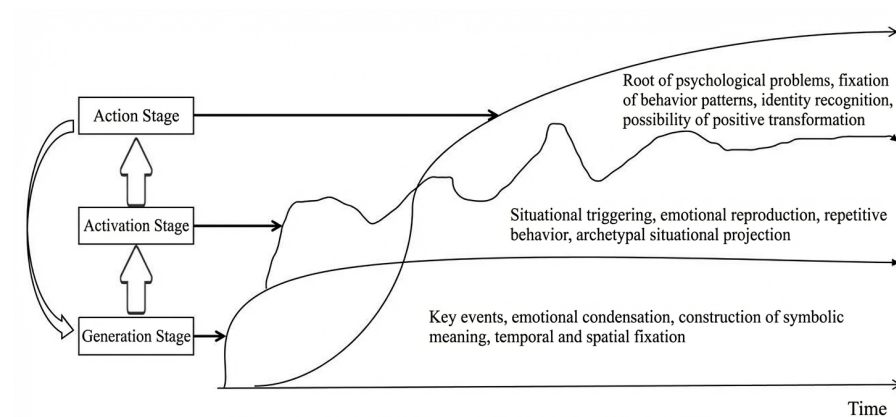 Root of psychological problems, fixation
of behavior patterns, identity recognition,
possibility of positive transformation
Action Stage
Activation Stage
Situational triggering, emotional reproduction, repetitive
behavior, archetypal situational projection
Generation Stage
Key events, emotional condensation, construction of symbolic
meaning, temporal and spatial fixation
Time